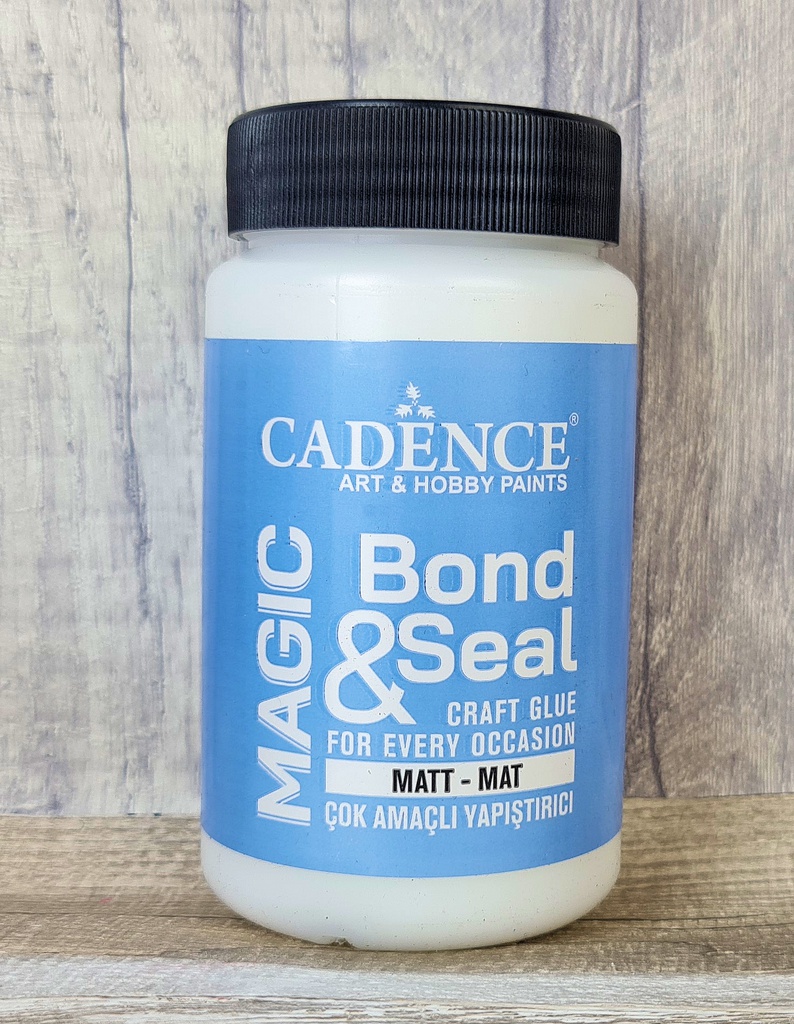 CADENCE®
ART & HOBBY PAINTS
MAGIC
Bond
& Seal
CRAFT GLUE
FOR EVERY OCCASION
MATT - MAT
ÇOK AMAÇLI YAPIŞTIRICI